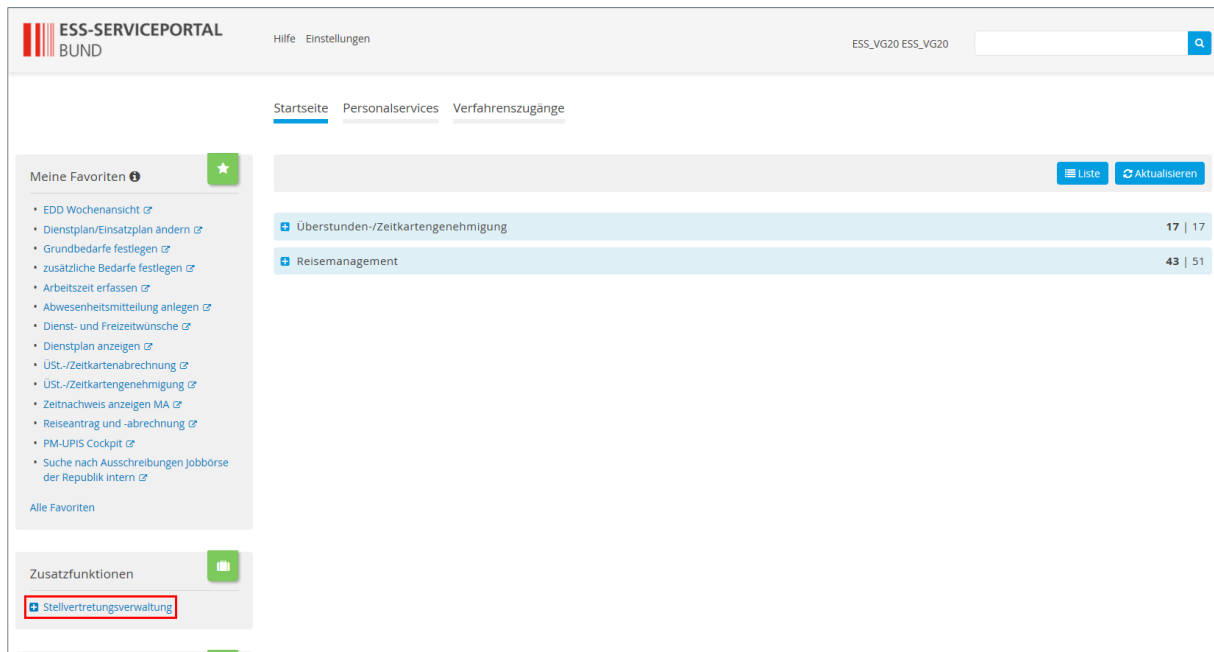 ESS-SERVICEPORTAL
BUND
Hilfe Einstellungen
ESS_VG20 ESS_VG20
Startseite Personalservices Verfahrenszugänge
Meine Favoriten
Liste Aktualisieren
• EDD Wochenansicht
• Dienstplan/Einsatzplan ändern
• Grundbedarfe festlegen
• zusätzliche Bedarfe festlegen
• Arbeitszeit erfassen
• Abwesenheitsmitteilung anlegen
• Dienst- und Freizeitwünsche
• Dienstplan anzeigen
• ÜSt.-/Zeitkartenabrechnung
• ÜSt.-/Zeitkartengenehmigung
• Zeitnachweis anzeigen MA
• Reiseantrag und -abrechnung
• PM-UPIS Cockpit
• Suche nach Ausschreibungen Jobbörse
der Republik intern
Alle Favoriten
Überstunden-/Zeitkartengenehmigung 17 | 17
Reisemanagement 43 | 51
Zusatzfunktionen
Stellvertretungsverwaltung